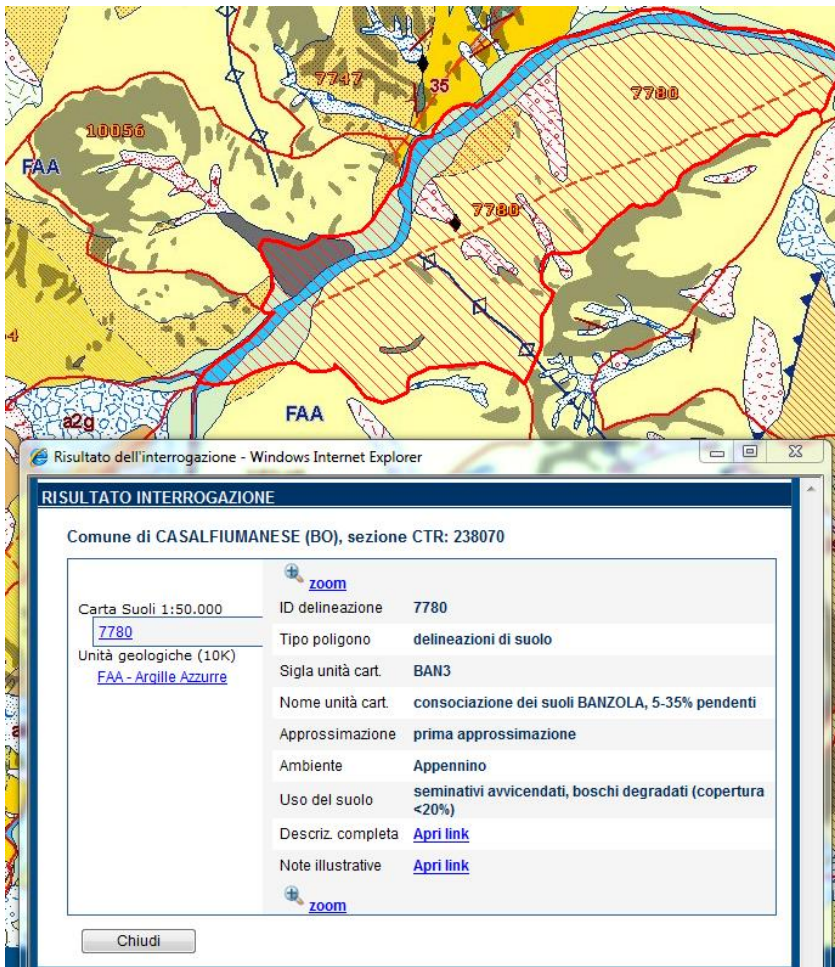 7747
35
7780
10056
FAA
7780
a2g
FAA
Risultato dell'interrogazione - Windows Internet Explorer
RISULTATO INTERROGAZIONE
Comune di CASALFIUMANESE (BO), sezione CTR: 238070
zoom
Carta Suoli 1:50.000
7780
Unità geologiche (10K)
FAA - Argille Azzurre
ID delineazione 7780
Tipo poligono delineazioni di suolo
Sigla unità cart. BAN3
Nome unità cart. consociazione dei suoli BANZOLA, 5-35% pendenti
Approssimazione prima approssimazione
Ambiente Appennino
Uso del suolo seminativi avvicendati, boschi degradati (copertura
<20%)
Descriz. completa Apri link
Note illustrative Apri link
zoom
Chiudi